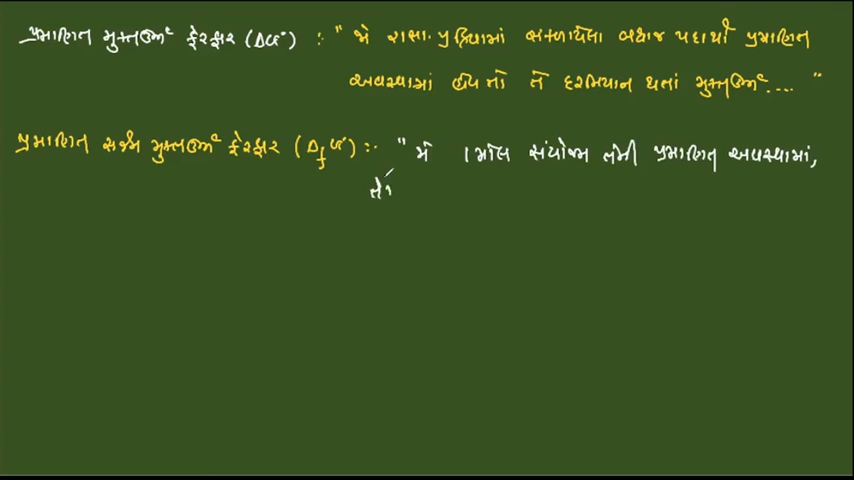 પ્રમાણિત મુક્તઊર્જા ફેરફાર (ΔG°) : "જો રાસા. પ્રક્રિયામાં સંકળાયેલા બધાજ પદાર્થો પ્રમાણિત
અવસ્થામાં હોય તો તે દરમિયાન થતાં મુક્તઊર્જા...."
પ્રમાણિત સર્જન મુક્તઊર્જા ફેરફાર (ΔfG°) :- "જો 1 મોલ સંયોજન તેની પ્રમાણિત અવસ્થામાં,
તેનાં